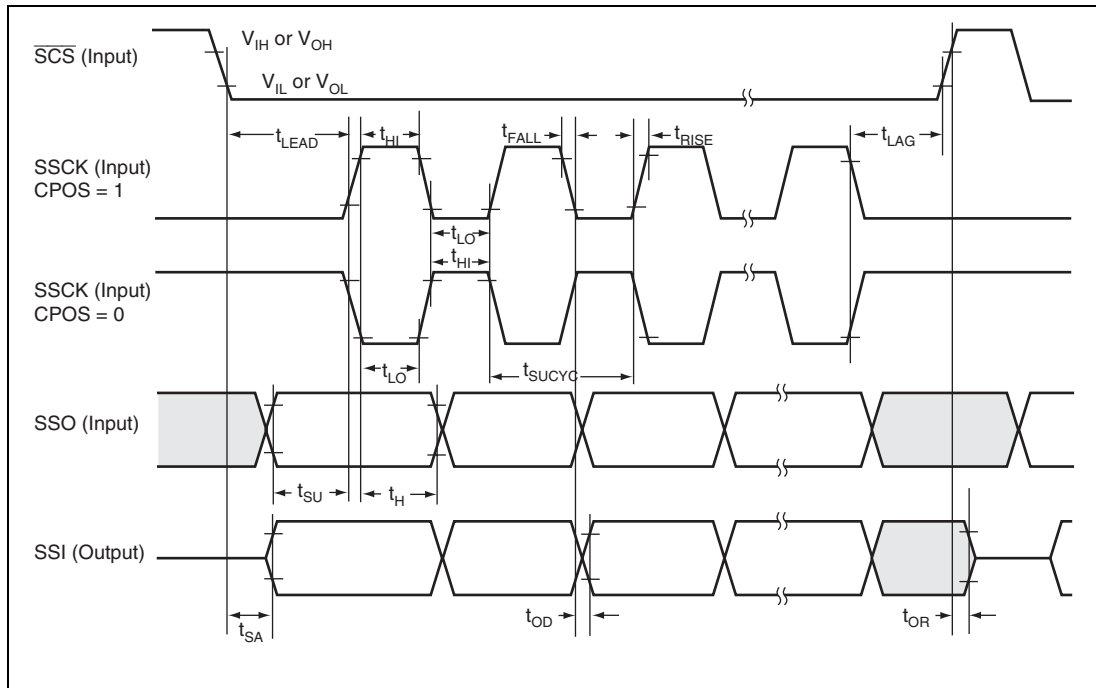 SCS (Input)
V_IH or V_OH
V_IL or V_OL
t_LEAD
t_HI
t_FALL
t_RISE
t_LAG
SSCK (Input)
CPOS = 1
t_LO
t_HI
SSCK (Input)
CPOS = 0
t_LO
t_SUCYC
SSO (Input)
t_SU
t_H
SSI (Output)
t_SA
t_OD
t_OR